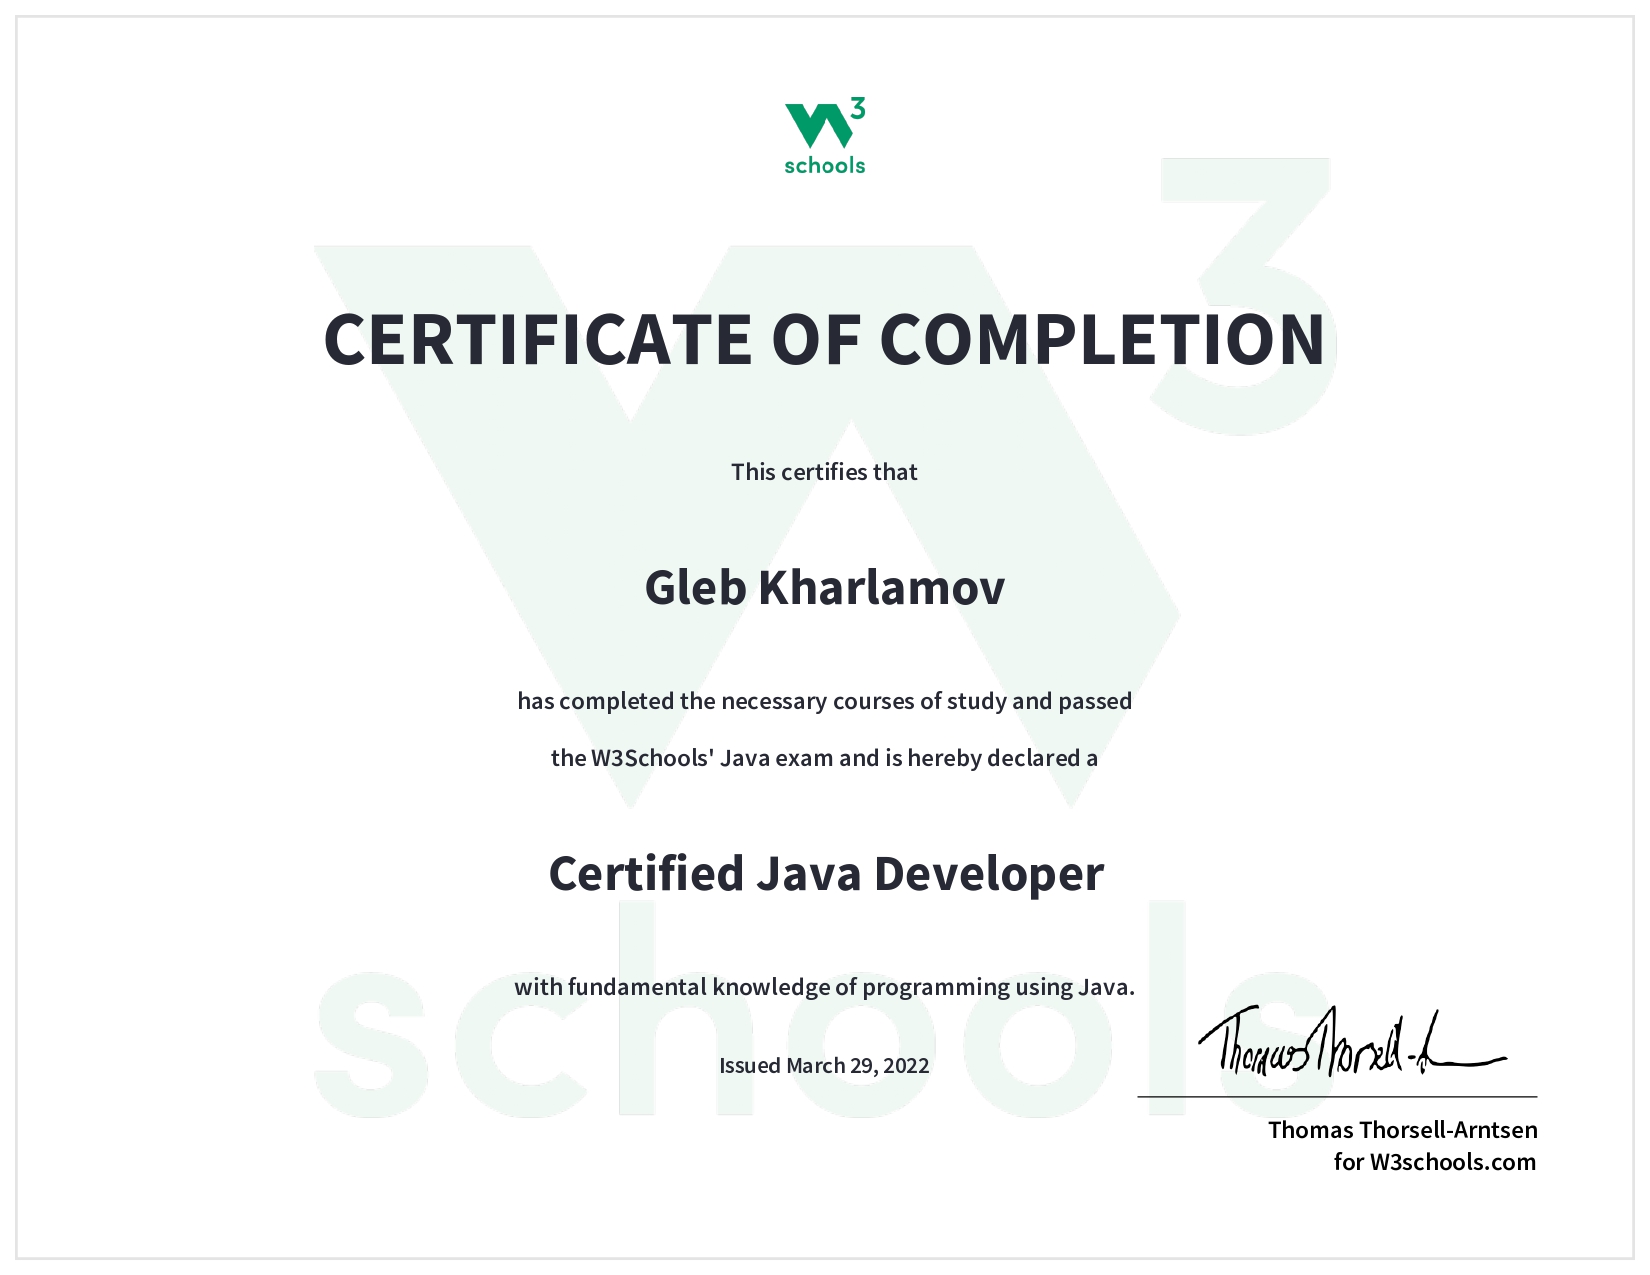 W3
schools
CERTIFICATE OF COMPLETION
This certifies that
Gleb Kharlamov
has completed the necessary courses of study and passed
the W3Schools' Java exam and is hereby declared a
Certified Java Developer
with fundamental knowledge of programming using Java.
Issued March 29, 2022
Thomas Thorsell-A
Thomas Thorsell-Arntsen
for W3schools.com
W3
schools